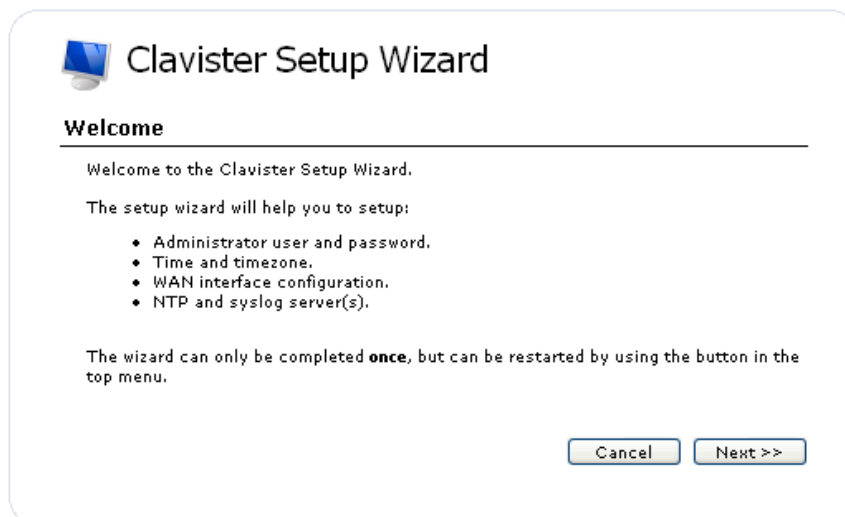 Clavister Setup Wizard
Welcome
Welcome to the Clavister Setup Wizard.
The setup wizard will help you to setup:
• Administrator user and password.
• Time and timezone.
• WAN interface configuration.
• NTP and syslog server(s).
The wizard can only be completed once, but can be restarted by using the button in the
top menu.
Cancel
Next >>